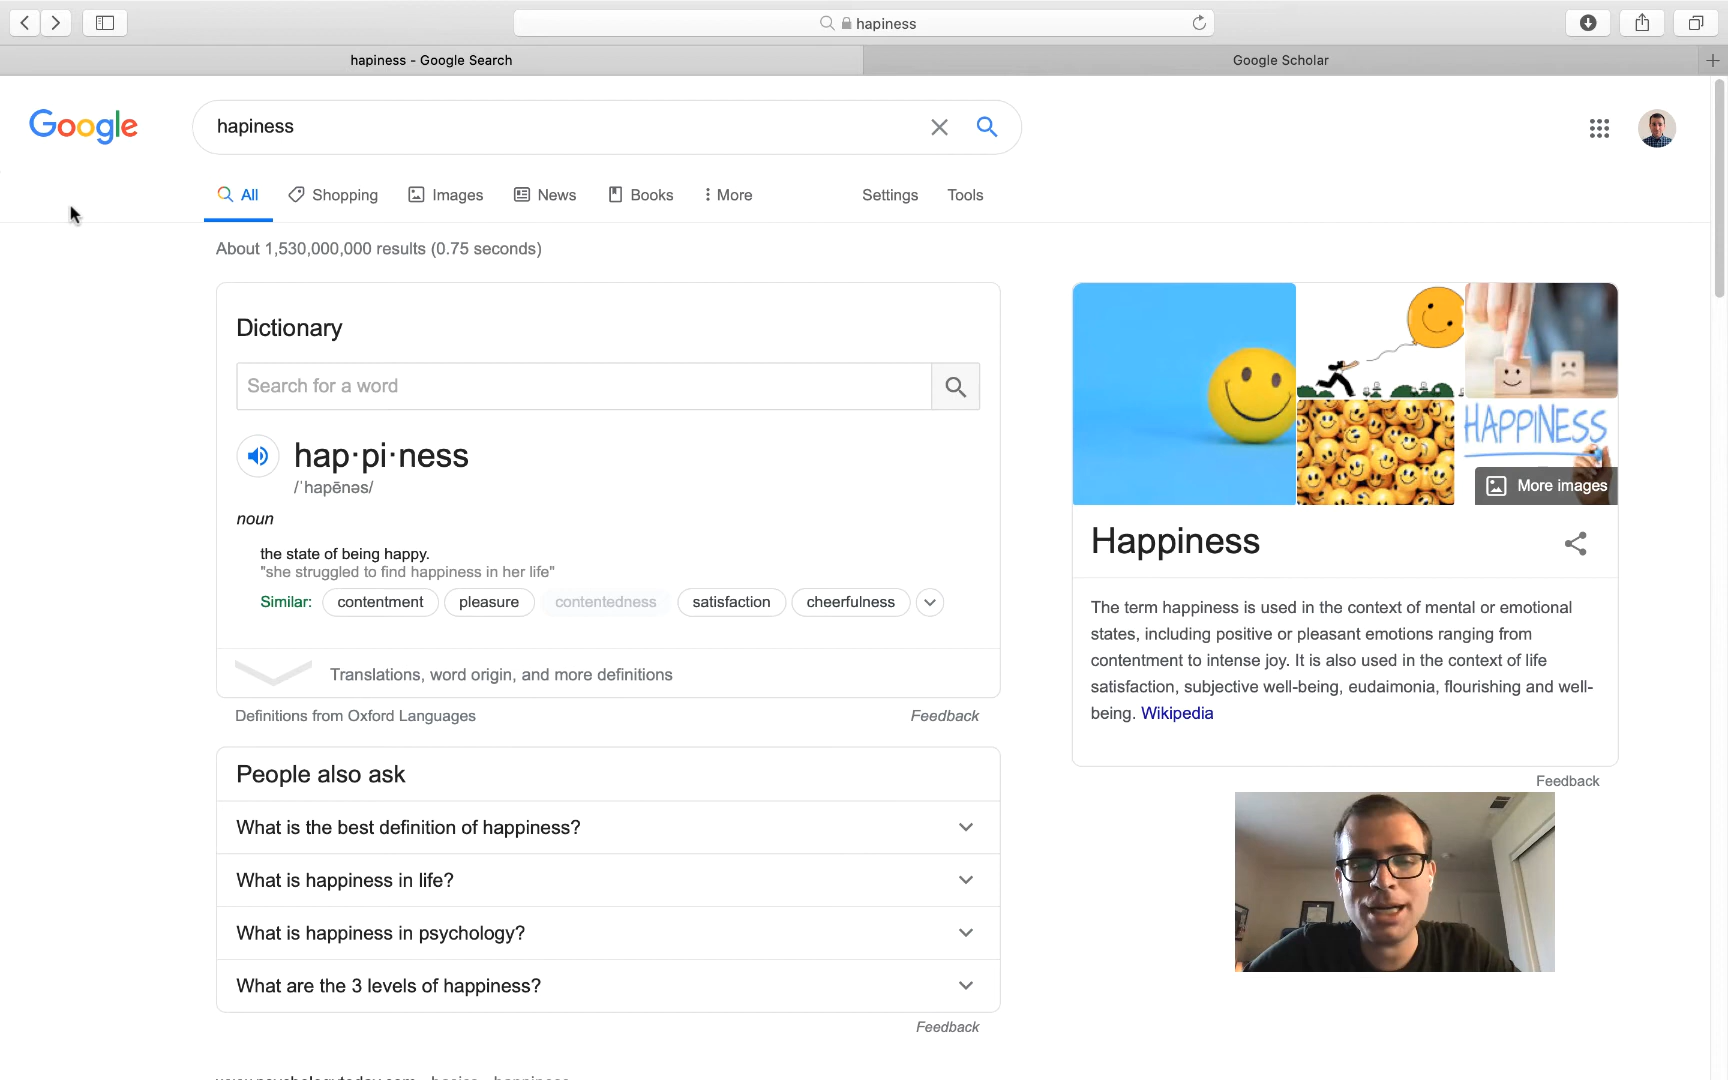 hapiness
hapiness - Google Search
Google Scholar
Google
hapiness
All
Shopping
Images
News
Books
More
Settings
Tools
About 1,530,000,000 results (0.75 seconds)
Dictionary
Search for a word
hap·pi·ness
/ˈhapēnəs/
noun
the state of being happy.
"she struggled to find happiness in her life"
Similar: contentment pleasure contentedness satisfaction cheerfulness
Translations, word origin, and more definitions
Definitions from Oxford Languages
Feedback
People also ask
What is the best definition of happiness?
What is happiness in life?
What is happiness in psychology?
What are the 3 levels of happiness?
Feedback
HAPPINESS
More images
Happiness
The term happiness is used in the context of mental or emotional
states, including positive or pleasant emotions ranging from
contentment to intense joy. It is also used in the context of life
satisfaction, subjective well-being, eudaimonia, flourishing and well-
being. Wikipedia
Feedback